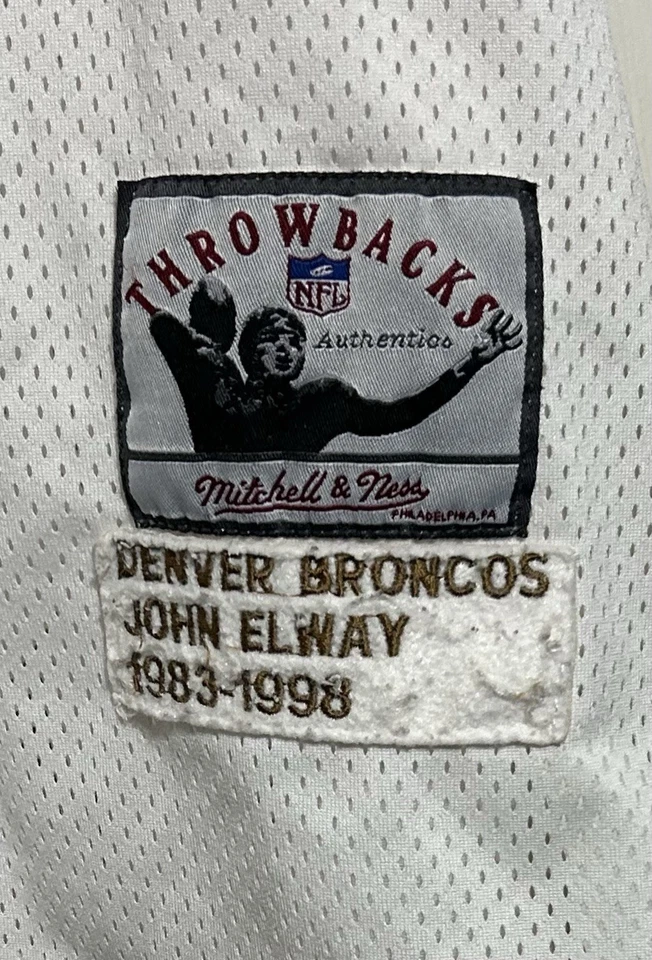 THROWBACKS
NFL
Authentics
Mitchell & Ness
PHILADELPHIA, PA
DENVER BRONCOS
JOHN ELWAY
1983-1998